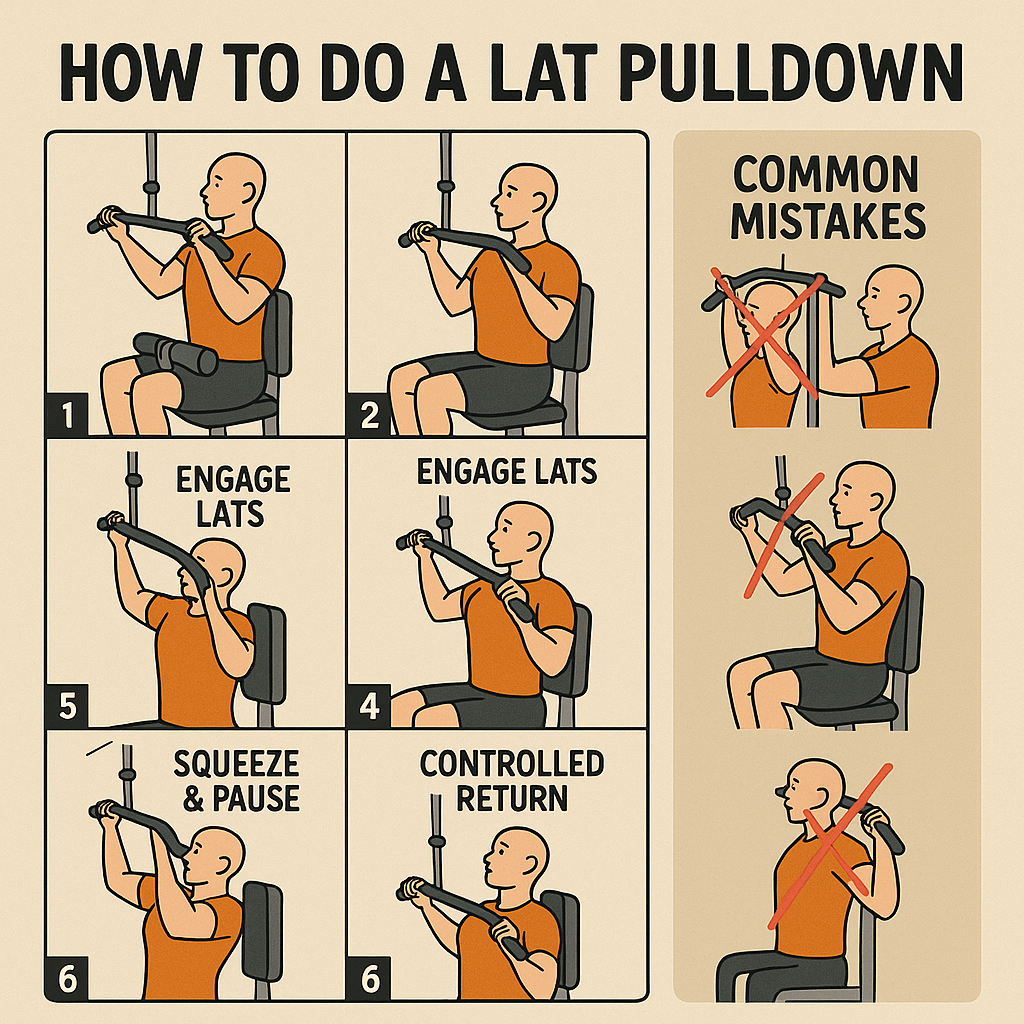 HOW TO DO A LAT PULLDOWN
1
2
ENGAGE
LATS
5
ENGAGE LATS
4
SQUEEZE
& PAUSE
6
CONTROLLED
RETURN
6
COMMON
MISTAKES